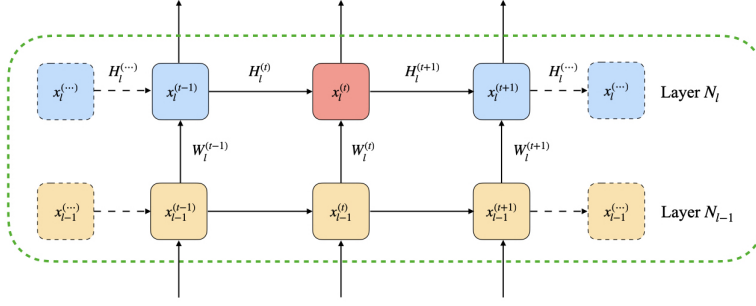 H_l^{(⋯)} H_l^{(t)} H_l^{(t+1)} H_l^{(⋯)}
x_l^{(⋯)} x_l^{(t−1)} x_l^{(t)} x_l^{(t+1)} x_l^{(⋯)} Layer N_l
W_l^{(t−1)} W_l^{(t)} W_l^{(t+1)}
x_{l−1}^{(⋯)} x_{l−1}^{(t−1)} x_{l−1}^{(t)} x_{l−1}^{(t+1)} x_{l−1}^{(⋯)} Layer N_{l−1}